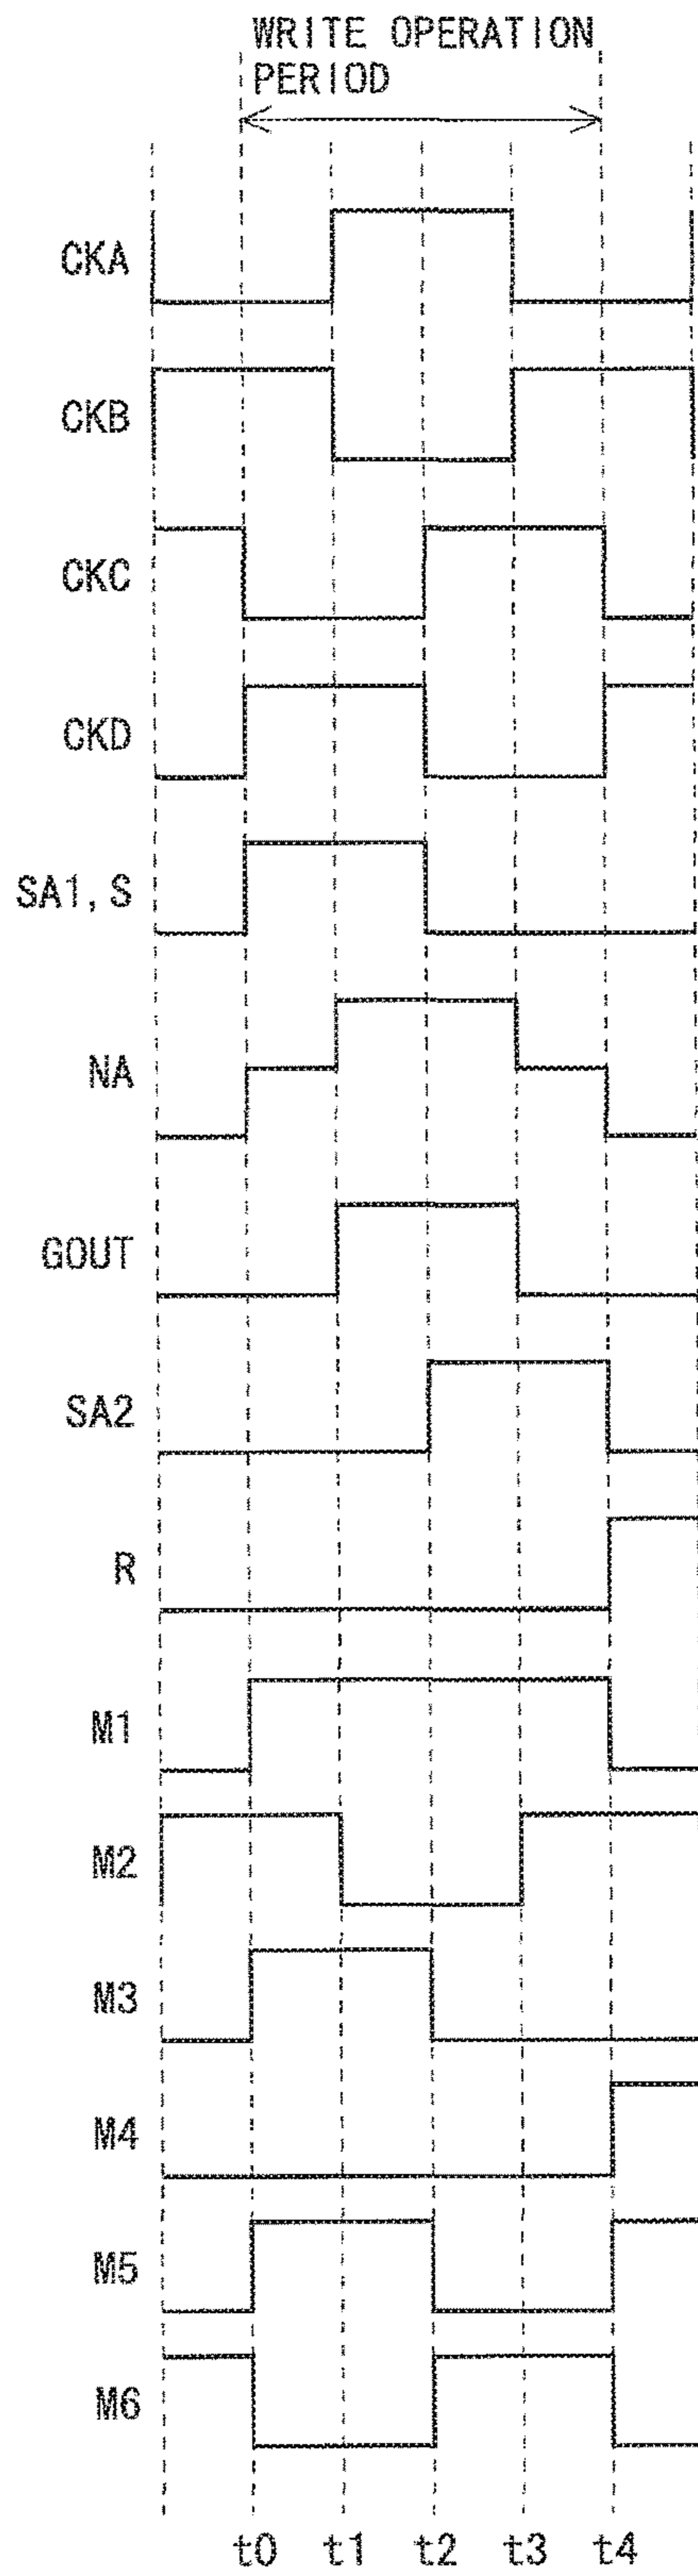 WRITE OPERATION
PERIOD
CKA
CKB
CKC
CKD
SA1, S
NA
GOUT
SA2
R
M1
M2
M3
M4
M5
M6
t0 t1 t2 t3 t4